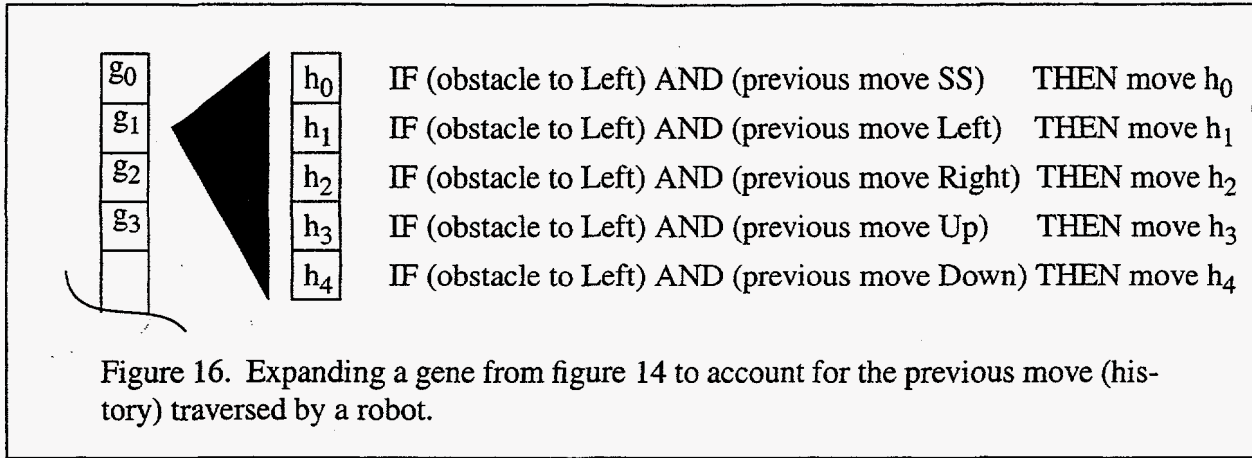 g0 h0 IF (obstacle to Left) AND (previous move SS) THEN move h0
g1 h1 IF (obstacle to Left) AND (previous move Left) THEN move h1
g2 h2 IF (obstacle to Left) AND (previous move Right) THEN move h2
g3 h3 IF (obstacle to Left) AND (previous move Up) THEN move h3
h4 IF (obstacle to Left) AND (previous move Down) THEN move h4
Figure 16. Expanding a gene from figure 14 to account for the previous move (his-
tory) traversed by a robot.